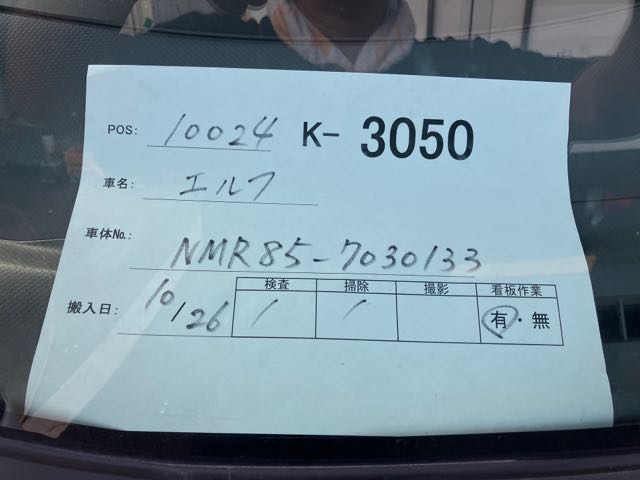 POS: 10024 K- 3050
車名: エルフ
車体No.: NMR85-7030133
検査 掃除 撮影 看板作業
搬入日: 10/26 / / 有・無